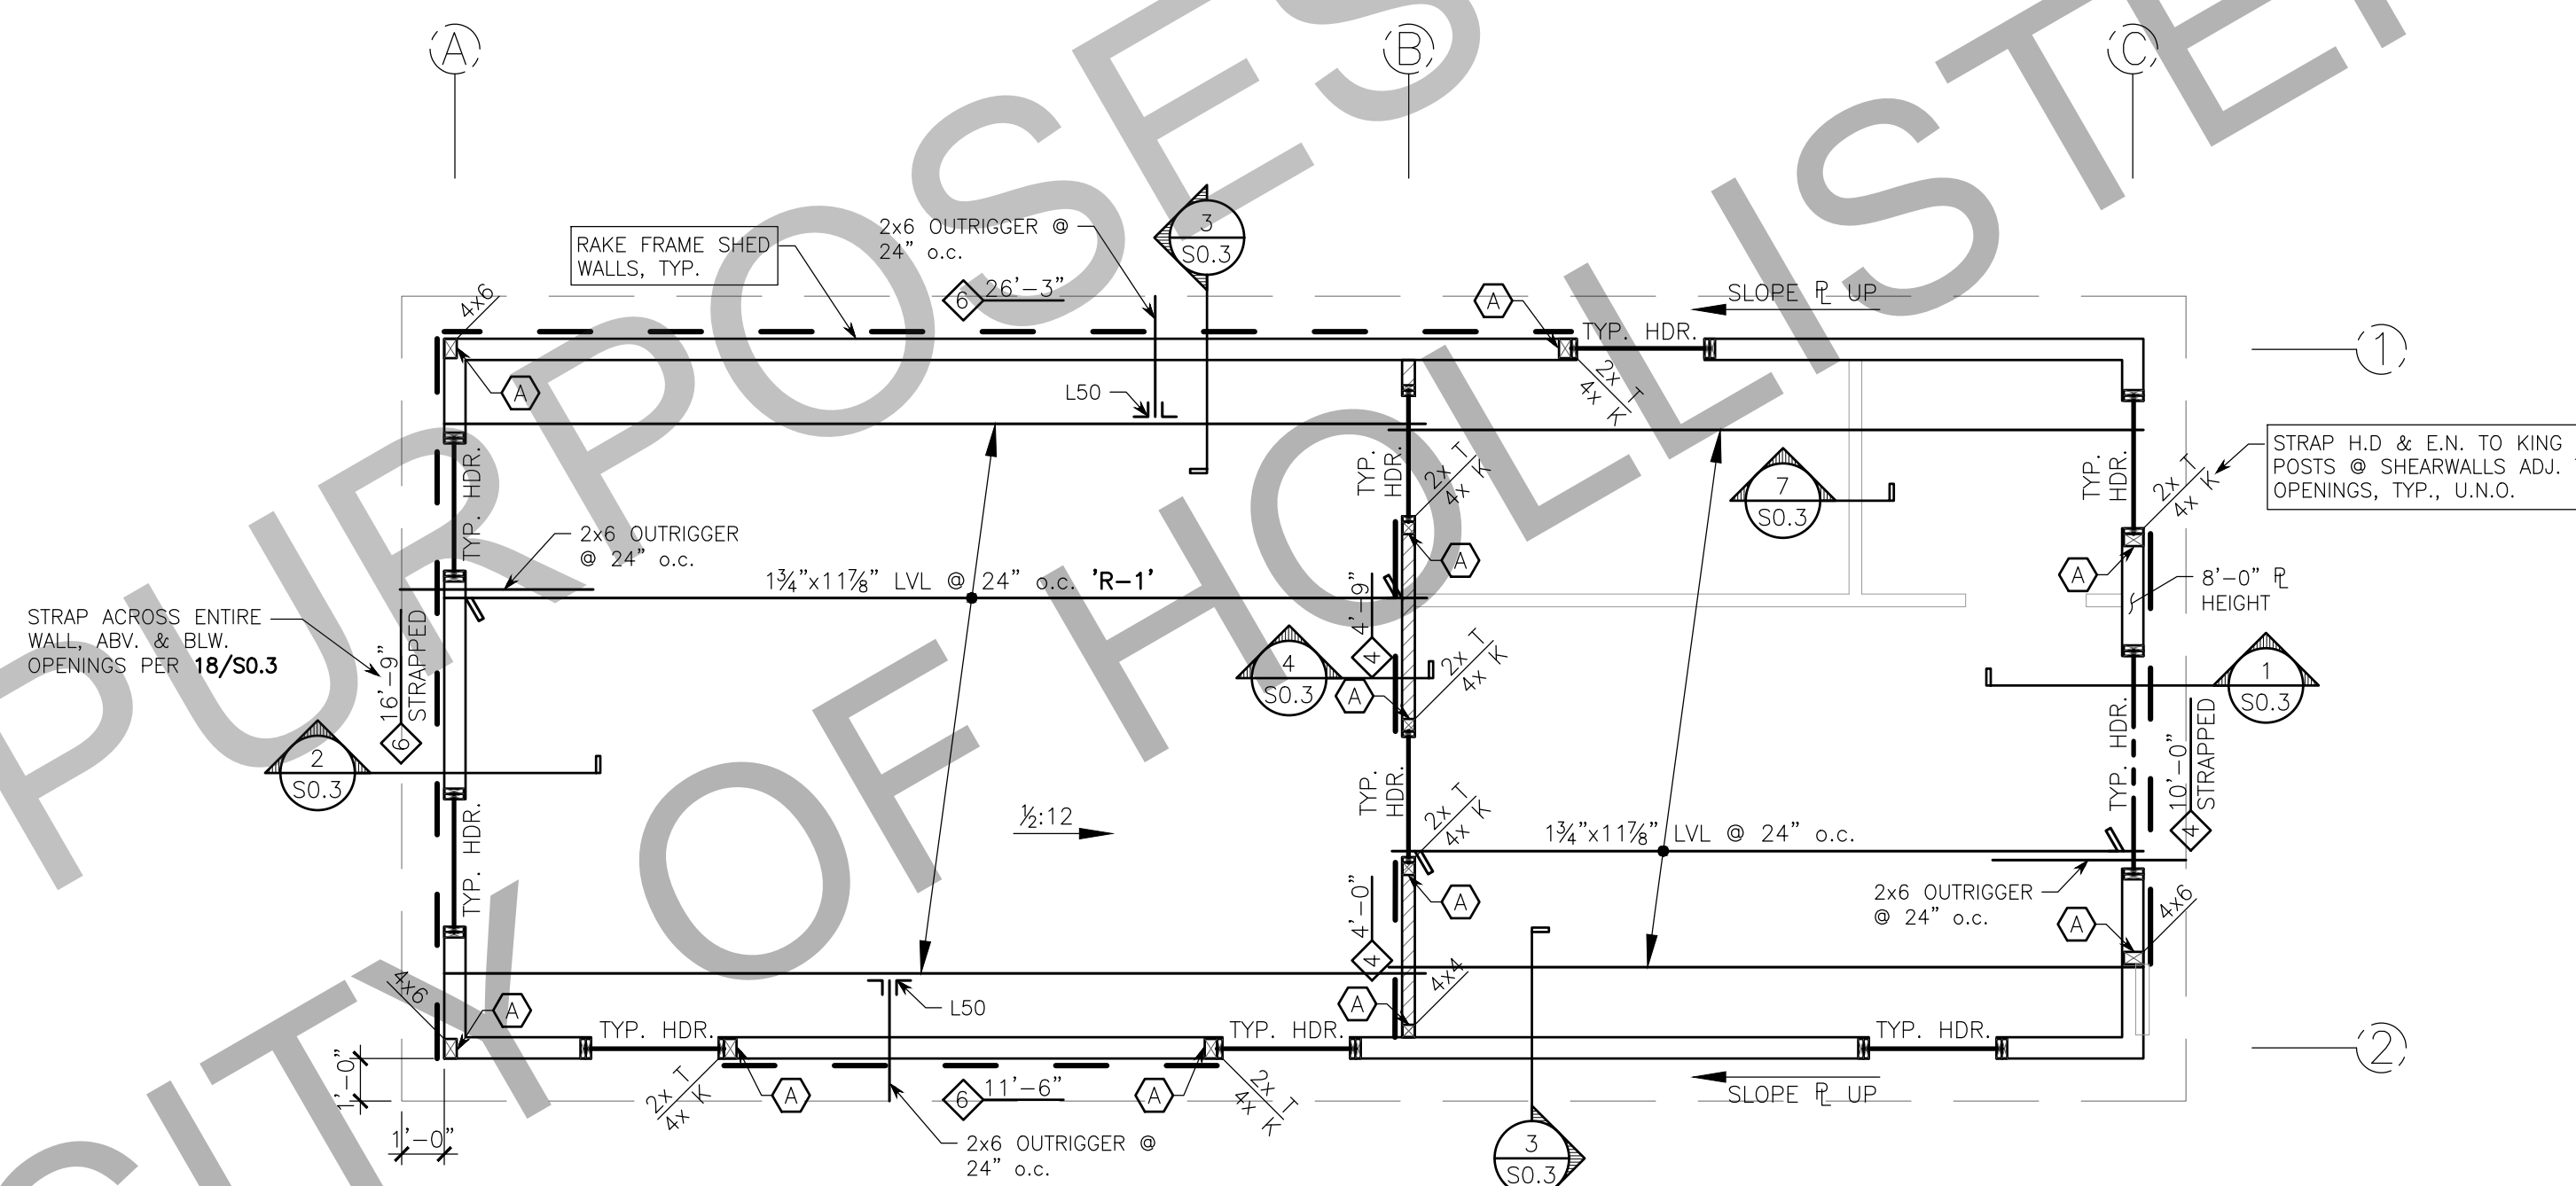 A
B
C
1
2
PURPOSES
CITY OF HOLLISTER
RAKE FRAME SHED
WALLS, TYP.
2x6 OUTRIGGER @
24" o.c.
3
S0.3
4x6
6
26'-3"
A
SLOPE PL UP
TYP. HDR.
2x T
4x K
A
L50
TYP. HDR.
TYP.
HDR.
2x T
4x K
7
S0.3
TYP.
HDR.
2x T
4x K
STRAP H.D & E.N. TO KING
POSTS @ SHEARWALLS ADJ.
OPENINGS, TYP., U.N.O.
2x6 OUTRIGGER
@ 24" o.c.
1¾"x11⅞" LVL @ 24" o.c. 'R-1'
A
A
8'-0" PL
HEIGHT
STRAP ACROSS ENTIRE
WALL, ABV. & BLW.
OPENINGS PER 18/S0.3
16'-9"
STRAPPED
6
4'-9"
4
4
S0.3
2x T
4x K
A
1
S0.3
2
S0.3
TYP. HDR.
½:12
TYP.
HDR.
2x T
4x K
1¾"x11⅞" LVL @ 24" o.c.
TYP. HDR.
10'-0"
STRAPPED
4
2x6 OUTRIGGER
@ 24" o.c.
A
4x6
A
4'-0"
4
4x4
A
4x6
A
L50
TYP. HDR.
TYP. HDR.
TYP. HDR.
1'-0"
1'-0"
2x T
4x K
A
6
11'-6"
A
2x T
4x K
SLOPE PL UP
2x6 OUTRIGGER @
24" o.c.
3
S0.3